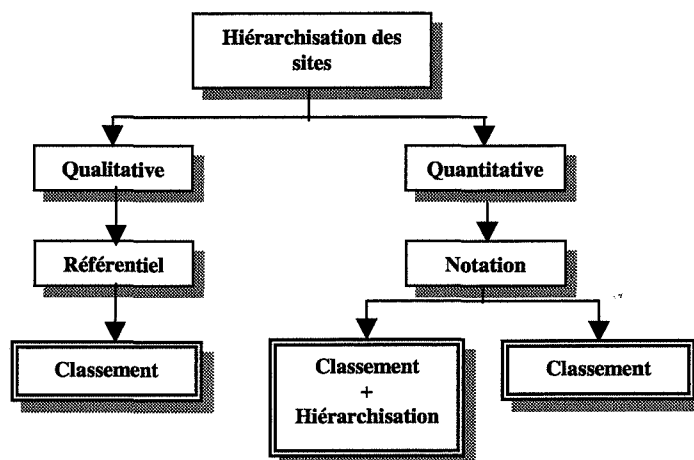 Hiérarchisation des
sites
Qualitative
Quantitative
Référentiel
Notation
Classement
Classement
+
Hiérarchisation
Classement